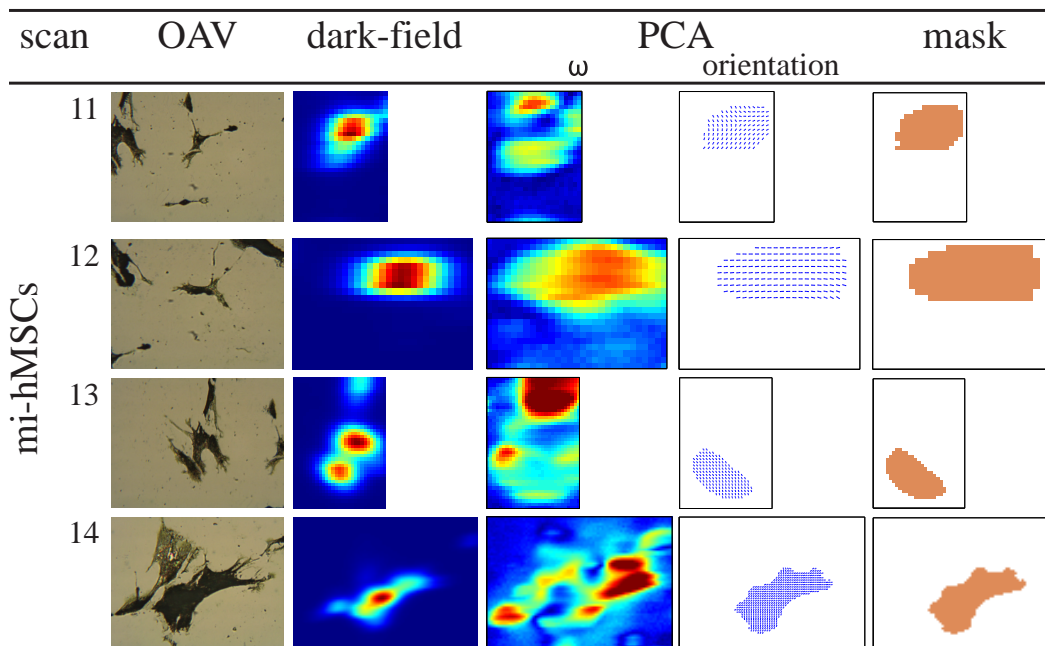 scan OAV dark-field PCA mask
ω orientation
mi-hMSCs
11
12
13
14